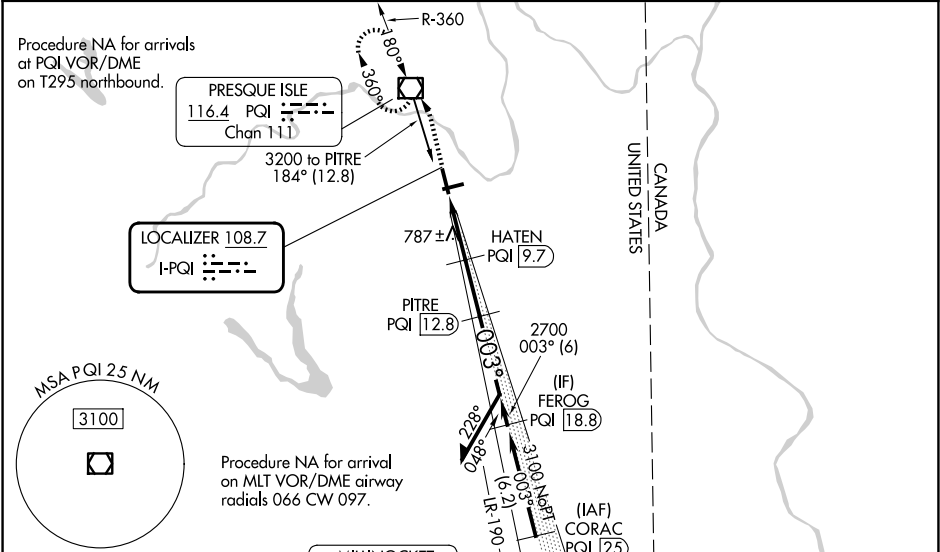 R-360
Procedure NA for arrivals
at PQI VOR/DME
on T295 northbound.
180°
360°
PRESQUE ISLE
116.4 PQI
Chan 111
3200 to PITRE
184° (12.8)
CANADA
UNITED STATES
LOCALIZER 108.7
I-PQI
787 ±
HATEN
PQI 9.7
PITRE
PQI 12.8
003°
2700
003° (6)
(IF)
FEROG
PQI 18.8
MSA PQI 25 NM
3100
228°
048°
Procedure NA for arrival
on MLT VOR/DME airway
radials 066 CW 097.
3100 NoPT
003°
(6.2)
LR-190
(IAF)
CORAC
PQI 25